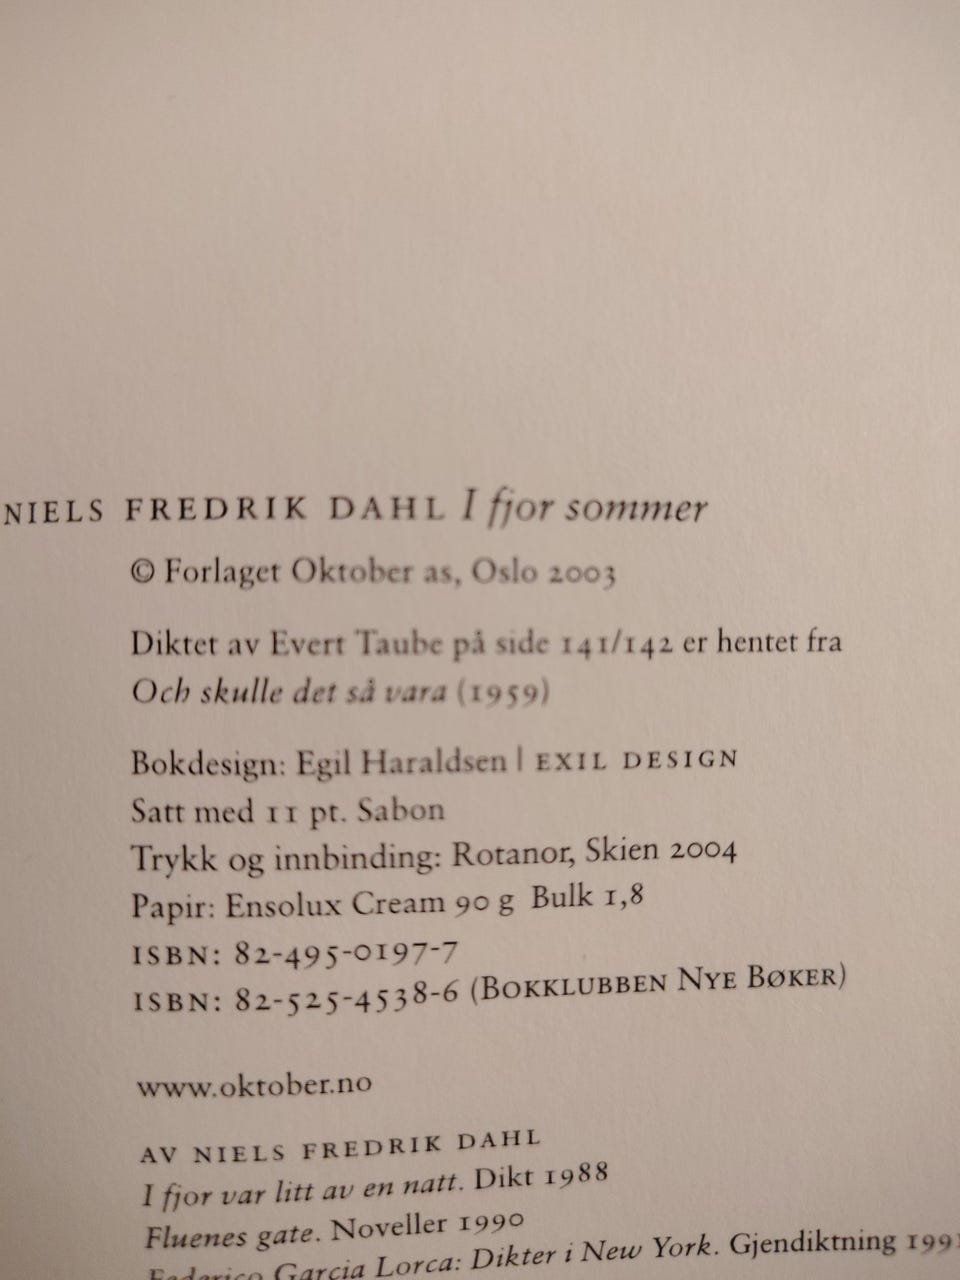 NIELS FREDRIK DAHL I fjor sommer
© Forlaget Oktober as, Oslo 2003
Diktet av Evert Taube på side 141/142 er hentet fra
Och skulle det så vara (1959)
Bokdesign: Egil Haraldsen | EXIL DESIGN
Satt med 11 pt. Sabon
Trykk og innbinding: Rotanor, Skien 2004
Papir: Ensolux Cream 90 g Bulk 1,8
ISBN: 82-495-0197-7
ISBN: 82-525-4538-6 (BOKKLUBBEN NYE BØKER)
www.oktober.no
AV NIELS FREDRIK DAHL
I fjor var litt av en natt. Dikt 1988
Fluenes gate. Noveller 1990
Federico Garcia Lorca: Dikter i New York. Gjendiktning 1991